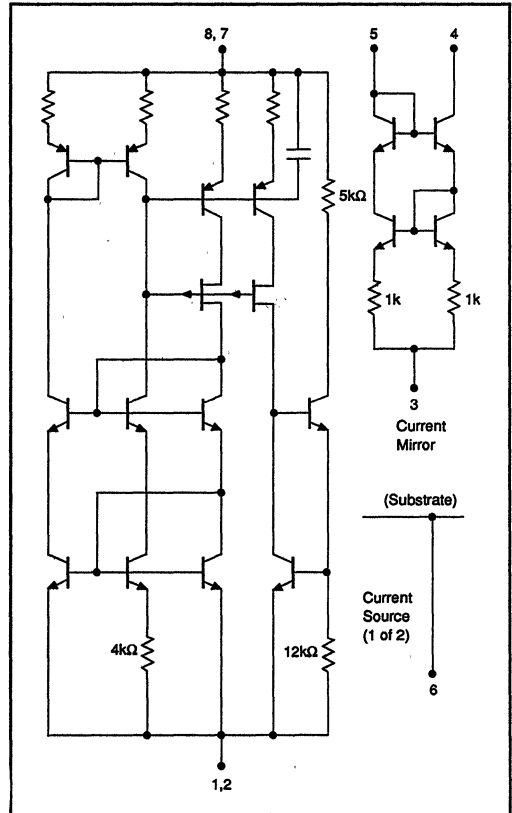 8, 7
5
4
5kΩ
1k
1k
3
Current
Mirror
(Substrate)
Current
Source
(1 of 2)
4kΩ
12kΩ
6
1,2